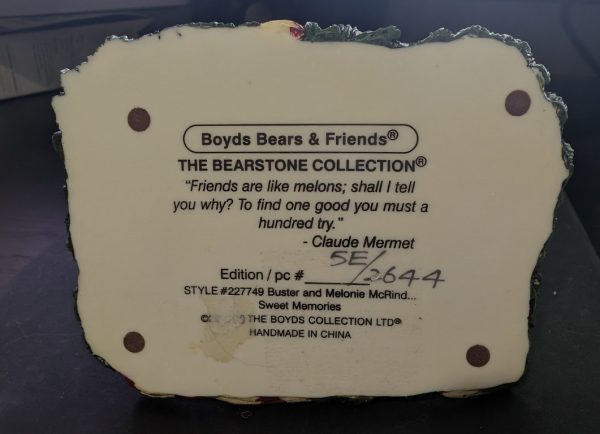 Boyds Bears & Friends®
THE BEARSTONE COLLECTION®
"Friends are like melons; shall I tell
you why? To find one good you must a
hundred try."
- Claude Mermet
Edition / pc # 5E/2644
STYLE #227749 Buster and Melonie McRind...
Sweet Memories
THE BOYDS COLLECTION LTD®
HANDMADE IN CHINA